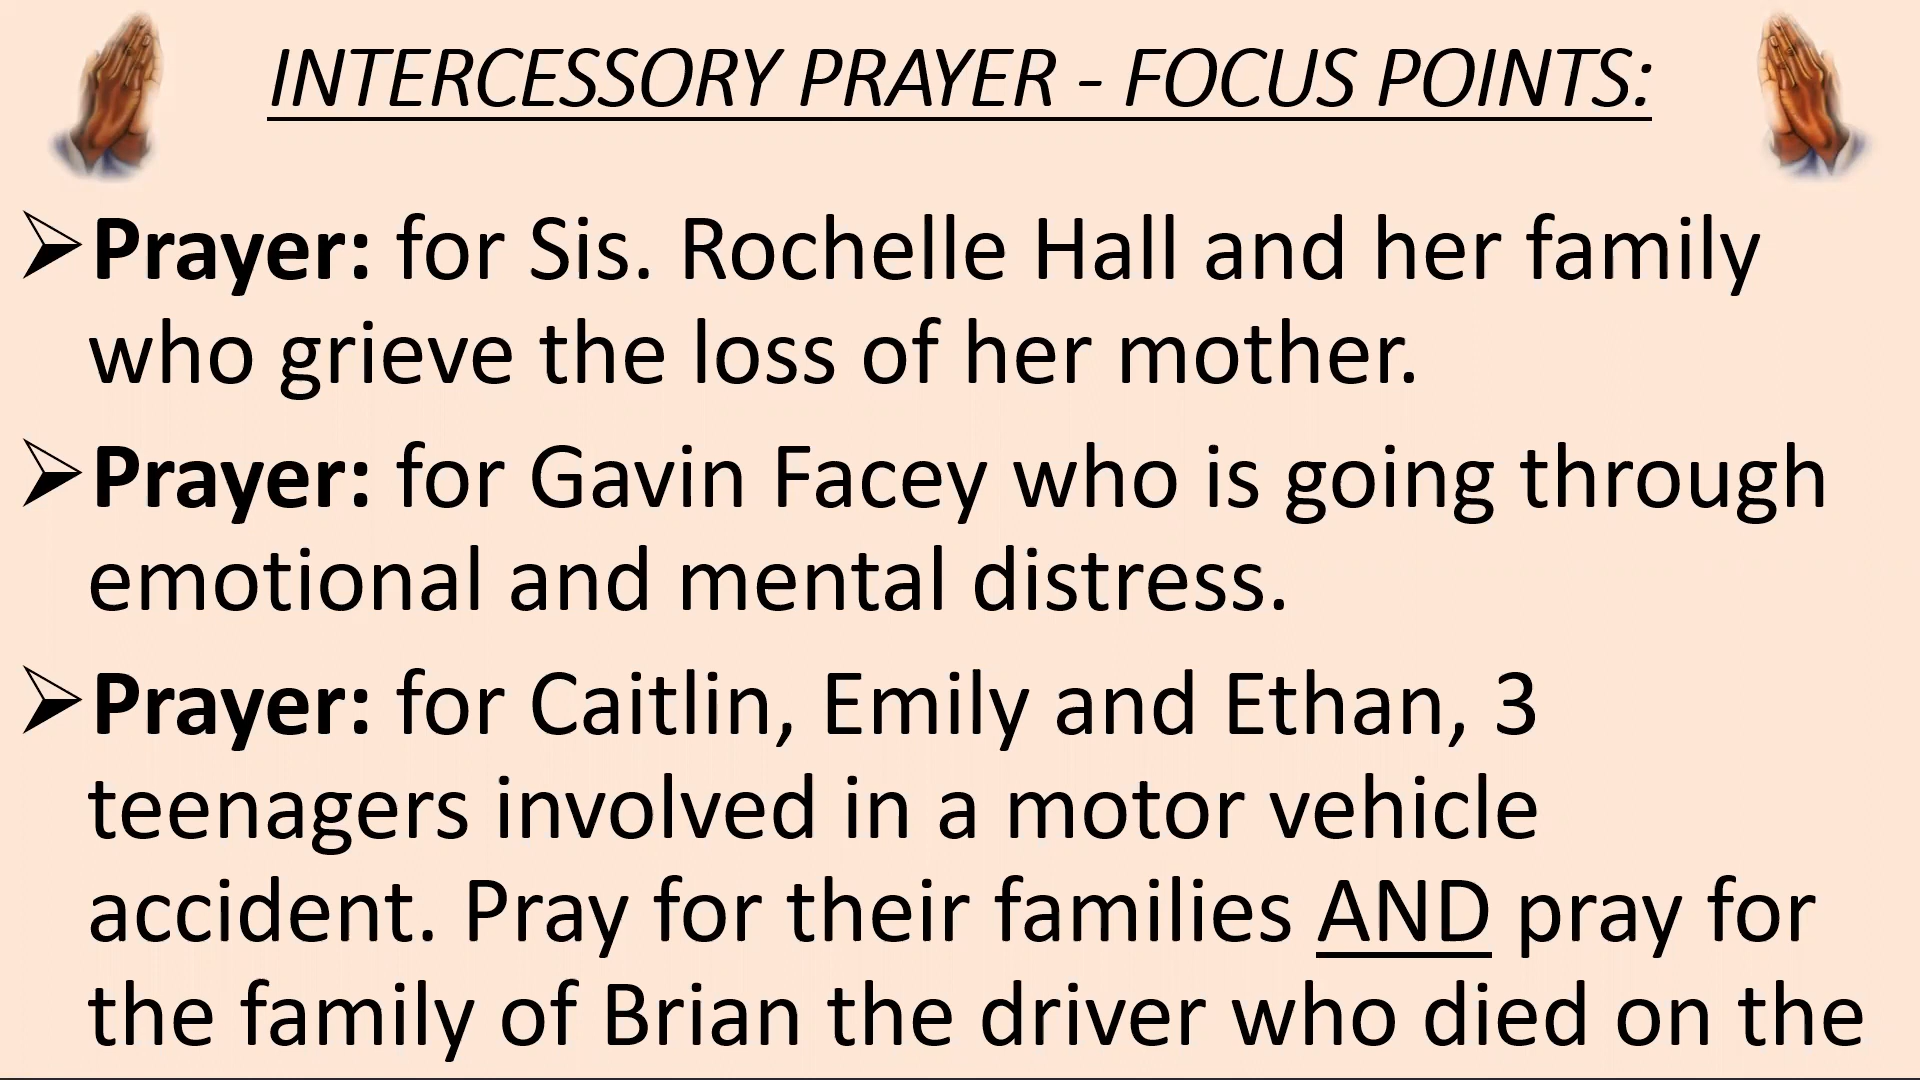 INTERCESSORY PRAYER - FOCUS POINTS:
➢Prayer: for Sis. Rochelle Hall and her family
who grieve the loss of her mother.
➢Prayer: for Gavin Facey who is going through
emotional and mental distress.
➢Prayer: for Caitlin, Emily and Ethan, 3
teenagers involved in a motor vehicle
accident. Pray for their families AND pray for
the family of Brian the driver who died on the